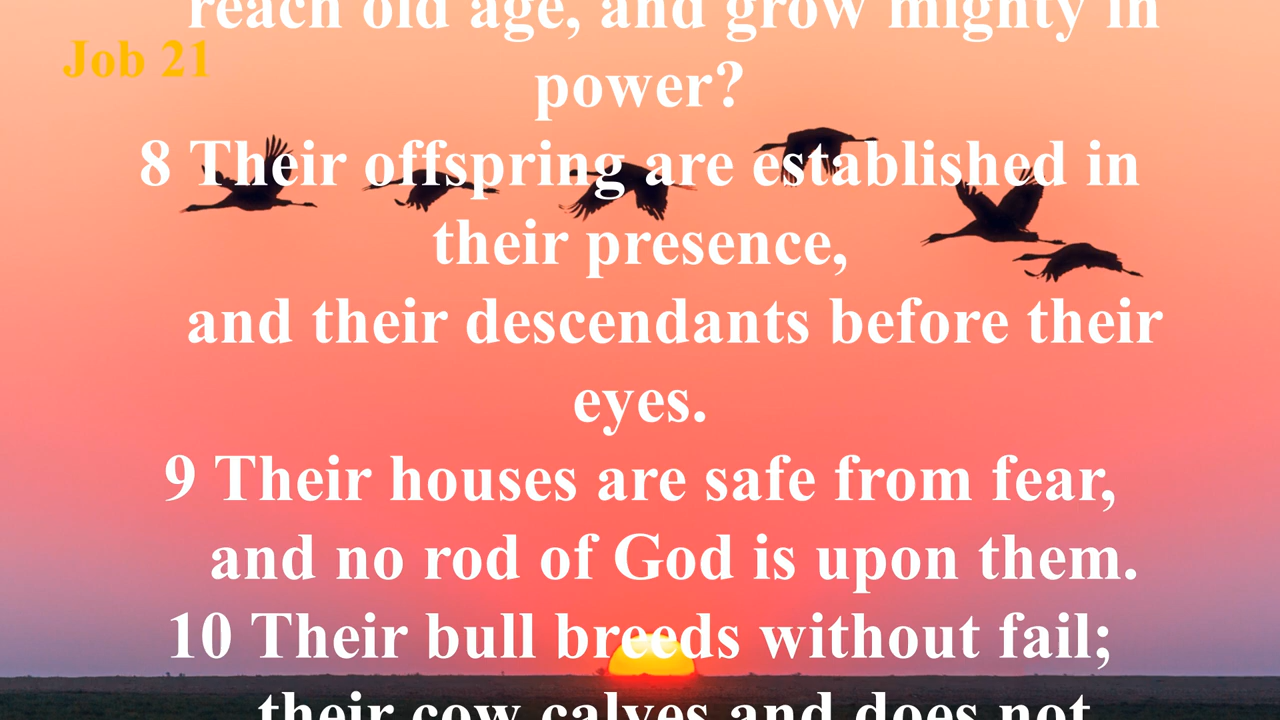 reach old age, and grow mighty in
Job 21
power?
8 Their offspring are established in
their presence,
and their descendants before their
eyes.
9 Their houses are safe from fear,
and no rod of God is upon them.
10 Their bull breeds without fail;
their cow calves and does not